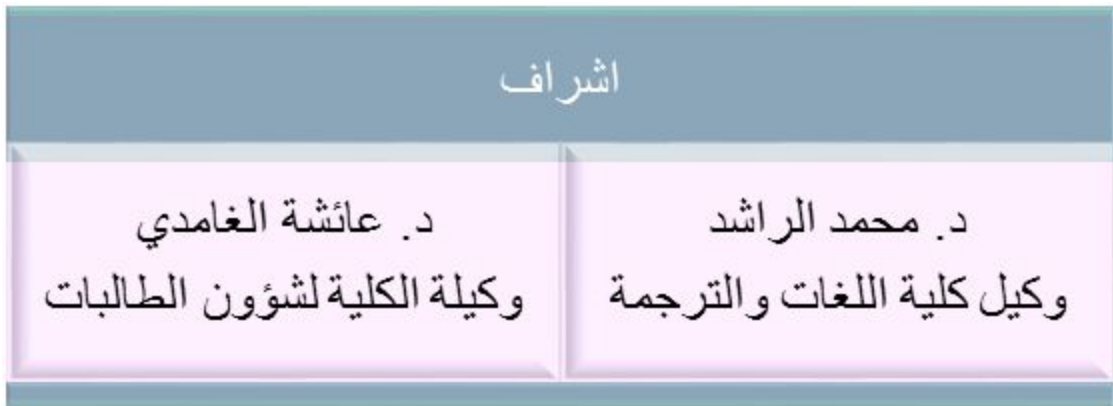 اشراف
د. محمد الراشد
وكيل كلية اللغات والترجمة
د. عائشة الغامدي
وكيلة الكلية لشؤون الطالبات